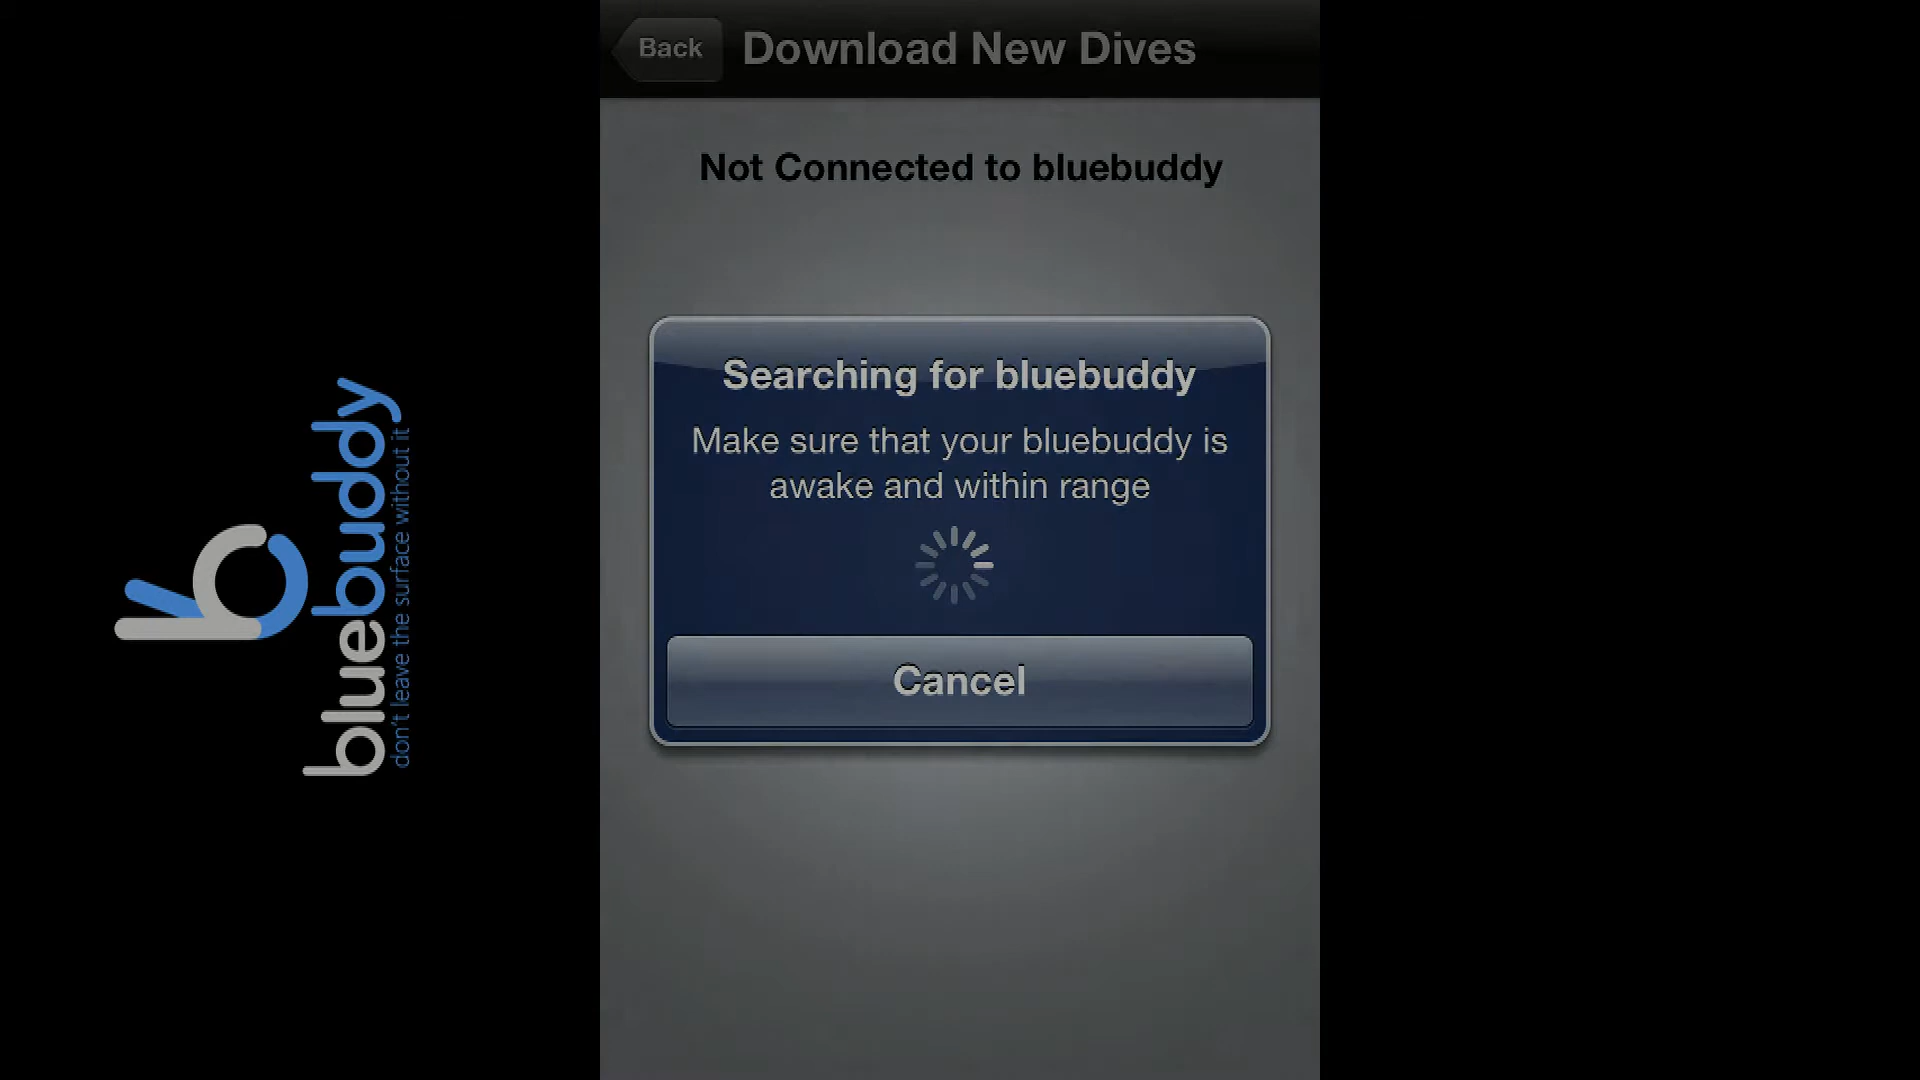 Back
Download New Dives
Not Connected to bluebuddy
Searching for bluebuddy
Make sure that your bluebuddy is
awake and within range
Cancel
bluebuddy
don't leave the surface without it